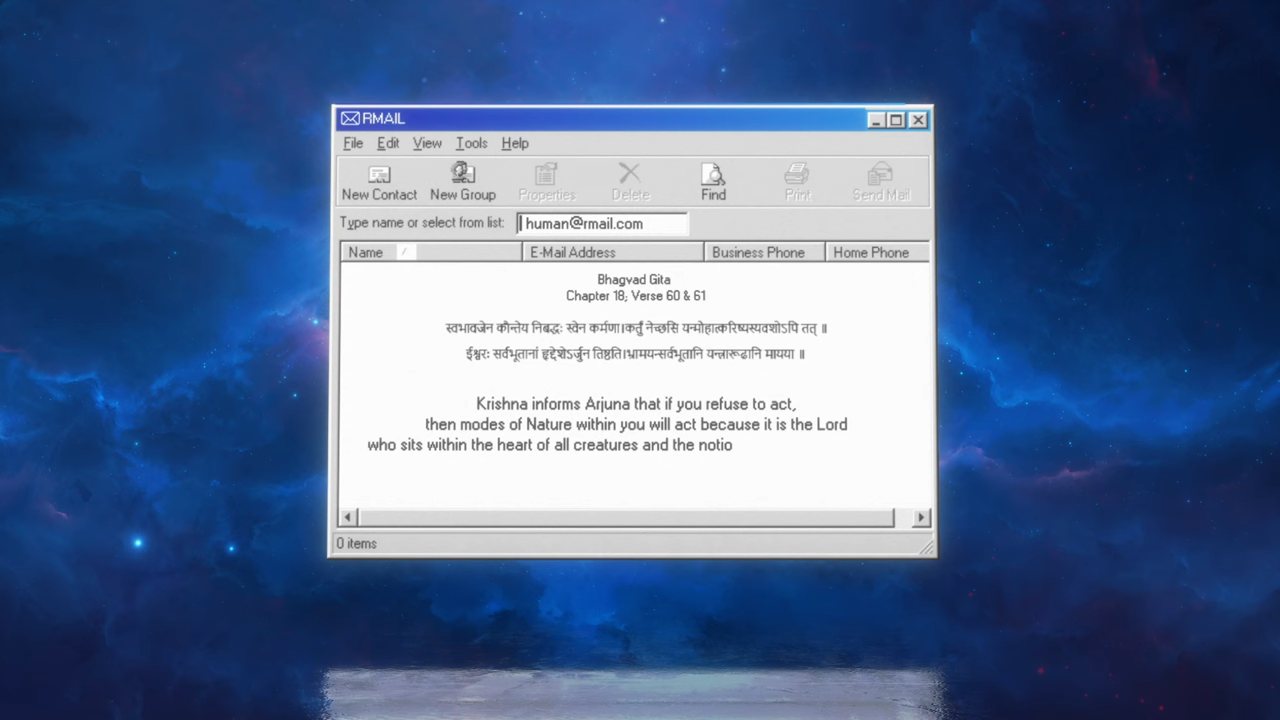 RMAIL
File Edit View Tools Help
New Contact New Group Properties Delete Find Print Send Mail
Type name or select from list: human@rmail.com
Name E-Mail Address Business Phone Home Phone
Bhagvad Gita
Chapter 18; Verse 60 & 61
स्वभावजेन कौन्तेय निबद्धः स्वेन कर्मणा।कर्तुं नेच्छसि यन्मोहात्करिष्यस्यवशोऽपि तत् ॥
ईश्वरः सर्वभूतानां हृद्देशेऽर्जुन तिष्ठति।भ्रामयन्सर्वभूतानि यन्त्रारूढानि मायया ॥
Krishna informs Arjuna that if you refuse to act,
then modes of Nature within you will act because it is the Lord
who sits within the heart of all creatures and the notio
0 items